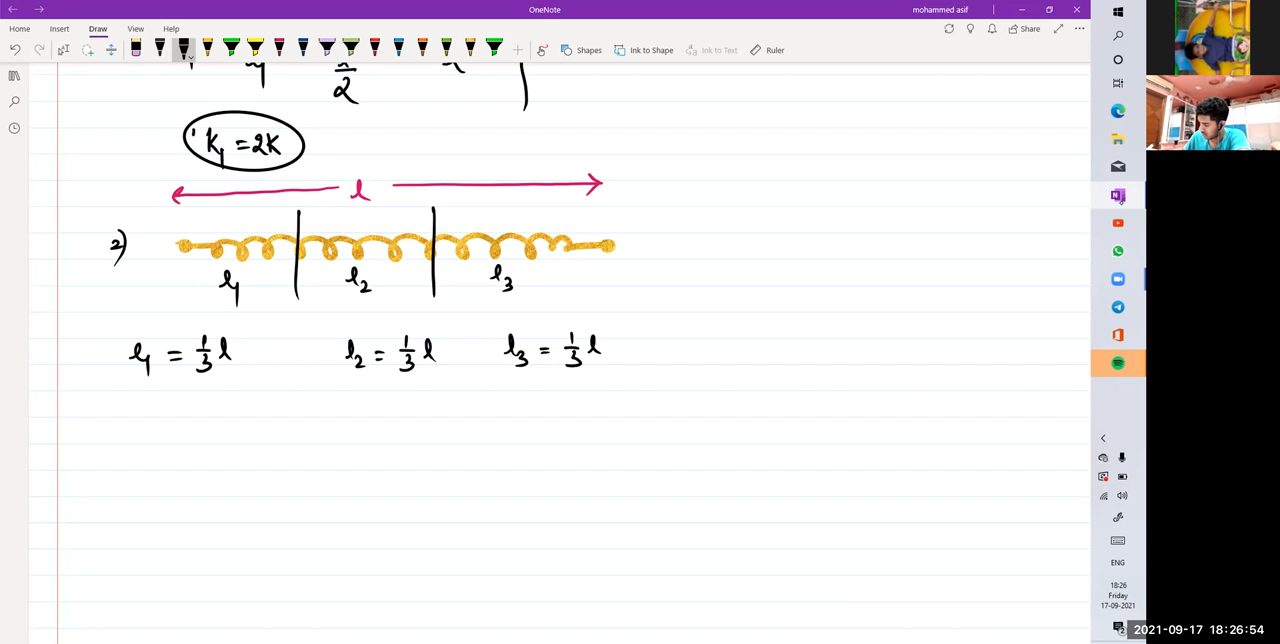 OneNote
mohammed asif
Home Insert Draw View Help
Share
Shapes Ink to Shape Ink to Text Ruler
2
K₁ = 2K
l
2)
l₁ l₂ l₃
l₁ = 1/3 l l₂ = 1/3 l l₃ = 1/3 l
ENG
18:26
Friday
17-09-2021
2021-09-17 18:26:54